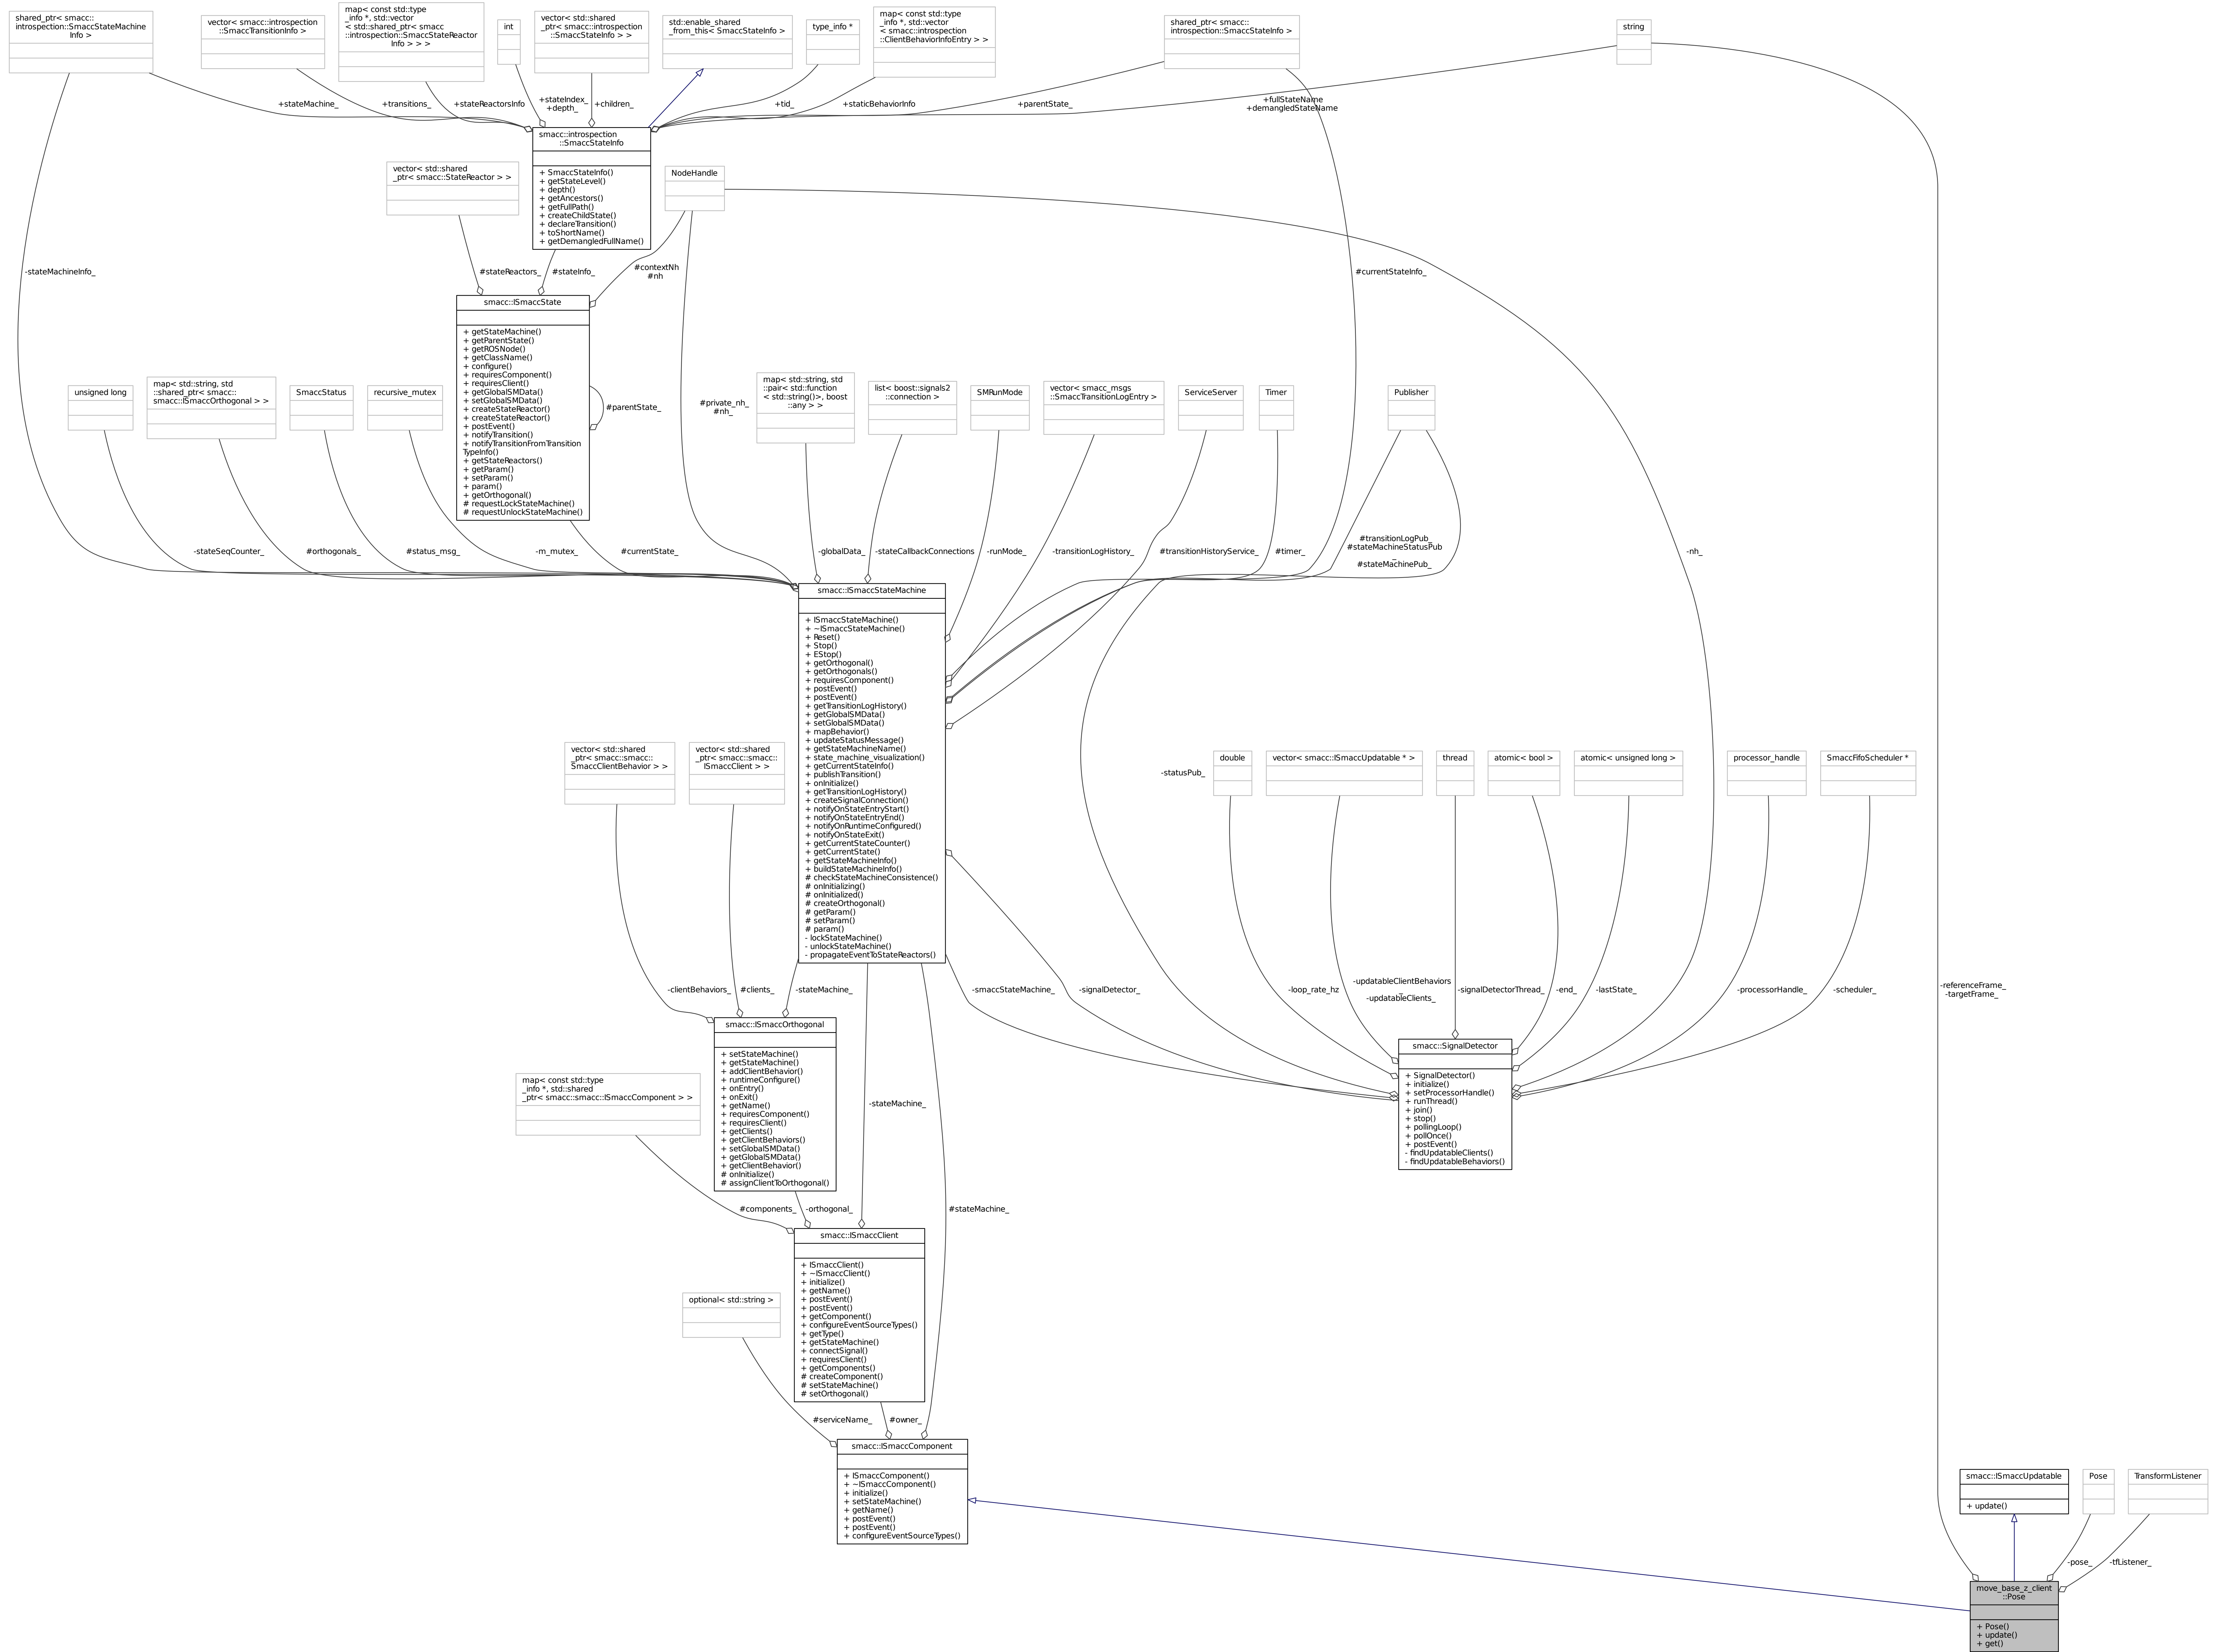 shared_ptr< smacc::
introspection::SmaccStateMachine
Info >
vector< smacc::introspection
::SmaccTransitionInfo >
map< const std::type
_info *, std::vector
< std::shared_ptr< smacc
::introspection::SmaccStateReactor
Info > > >
int
vector< std::shared
_ptr< smacc::introspection
::SmaccStateInfo > >
std::enable_shared
_from_this< SmaccStateInfo >
type_info *
map< const std::type
_info *, std::vector
< smacc::introspection
::ClientBehaviorInfoEntry > >
shared_ptr< smacc::
introspection::SmaccStateInfo >
string
+stateMachine_
+transitions_
+stateReactorsInfo
+stateIndex_
+depth_
+children_
+tid_
+staticBehaviorInfo
+parentState_
+fullStateName
+demangledStateName
smacc::introspection
::SmaccStateInfo
+ SmaccStateInfo()
+ getStateLevel()
+ depth()
+ getAncestors()
+ getFullPath()
+ createChildState()
+ declareTransition()
+ toShortName()
+ getDemangledFullName()
vector< std::shared
_ptr< smacc::StateReactor > >
NodeHandle
-stateMachineInfo_
#stateReactors_
#stateInfo_
#contextNh
#nh
#currentStateInfo_
smacc::ISmaccState
+ getStateMachine()
+ getParentState()
+ getROSNode()
+ getClassName()
+ configure()
+ requiresComponent()
+ requiresClient()
+ getGlobalSMData()
+ setGlobalSMData()
+ createStateReactor()
+ createStateReactor()
+ postEvent()
+ notifyTransition()
+ notifyTransitionFromTransition
TypeInfo()
+ getStateReactors()
+ getParam()
+ setParam()
+ param()
+ getOrthogonal()
# requestLockStateMachine()
# requestUnlockStateMachine()
#parentState_
unsigned long
map< std::string, std
::shared_ptr< smacc::
smacc::ISmaccOrthogonal > >
SmaccStatus
recursive_mutex
#private_nh_
#nh_
map< std::string, std
::pair< std::function
< std::string()>, boost
::any > >
list< boost::signals2
::connection >
SMRunMode
vector< smacc_msgs
::SmaccTransitionLogEntry >
ServiceServer
Timer
Publisher
-stateSeqCounter_
#orthogonals_
#status_msg_
-m_mutex_
#currentState_
-globalData_
-stateCallbackConnections
-runMode_
-transitionLogHistory_
#transitionHistoryService_
#timer_
#transitionLogPub_
#stateMachineStatusPub
_
#stateMachinePub_
-nh_
smacc::ISmaccStateMachine
+ ISmaccStateMachine()
+ ~ISmaccStateMachine()
+ Reset()
+ Stop()
+ EStop()
+ getOrthogonal()
+ getOrthogonals()
+ requiresComponent()
+ postEvent()
+ postEvent()
+ getTransitionLogHistory()
+ getGlobalSMData()
+ setGlobalSMData()
+ mapBehavior()
+ updateStatusMessage()
+ getStateMachineName()
+ state_machine_visualization()
+ getCurrentStateInfo()
+ publishTransition()
+ onInitialize()
+ getTransitionLogHistory()
+ createSignalConnection()
+ notifyOnStateEntryStart()
+ notifyOnStateEntryEnd()
+ notifyOnRuntimeConfigured()
+ notifyOnStateExit()
+ getCurrentStateCounter()
+ getCurrentState()
+ getStateMachineInfo()
+ buildStateMachineInfo()
# checkStateMachineConsistence()
# onInitializing()
# onInitialized()
# createOrthogonal()
# getParam()
# setParam()
# param()
- lockStateMachine()
- unlockStateMachine()
- propagateEventToStateReactors()
vector< std::shared
_ptr< smacc::smacc::
SmaccClientBehavior > >
vector< std::shared
_ptr< smacc::smacc::
ISmaccClient > >
-statusPub_
double
vector< smacc::ISmaccUpdatable * >
thread
atomic< bool >
atomic< unsigned long >
processor_handle
SmaccFifoScheduler *
-clientBehaviors_
#clients_
-stateMachine_
-smaccStateMachine_
-signalDetector_
-loop_rate_hz
-updatableClientBehaviors
_
-updatableClients_
-signalDetectorThread_
-end_
-lastState_
-processorHandle_
-scheduler_
-referenceFrame_
-targetFrame_
smacc::ISmaccOrthogonal
+ setStateMachine()
+ getStateMachine()
+ addClientBehavior()
+ runtimeConfigure()
+ onEntry()
+ onExit()
+ getName()
+ requiresComponent()
+ requiresClient()
+ getClients()
+ getClientBehaviors()
+ setGlobalSMData()
+ getGlobalSMData()
+ getClientBehavior()
# onInitialize()
# assignClientToOrthogonal()
smacc::SignalDetector
+ SignalDetector()
+ initialize()
+ setProcessorHandle()
+ runThread()
+ join()
+ stop()
+ pollingLoop()
+ pollOnce()
+ postEvent()
- findUpdatableClients()
- findUpdatableBehaviors()
map< const std::type
_info *, std::shared
_ptr< smacc::smacc::ISmaccComponent > >
-stateMachine_
#components_
-orthogonal_
#stateMachine_
smacc::ISmaccClient
+ ISmaccClient()
+ ~ISmaccClient()
+ initialize()
+ getName()
+ postEvent()
+ postEvent()
+ getComponent()
+ configureEventSourceTypes()
+ getType()
+ getStateMachine()
+ connectSignal()
+ requiresClient()
+ getComponents()
# createComponent()
# setStateMachine()
# setOrthogonal()
optional< std::string >
#serviceName_
#owner_
smacc::ISmaccComponent
+ ISmaccComponent()
+ ~ISmaccComponent()
+ initialize()
+ setStateMachine()
+ getName()
+ postEvent()
+ postEvent()
+ configureEventSourceTypes()
smacc::ISmaccUpdatable
+ update()
Pose
TransformListener
-pose_
-tfListener_
move_base_z_client
::Pose
+ Pose()
+ update()
+ get()